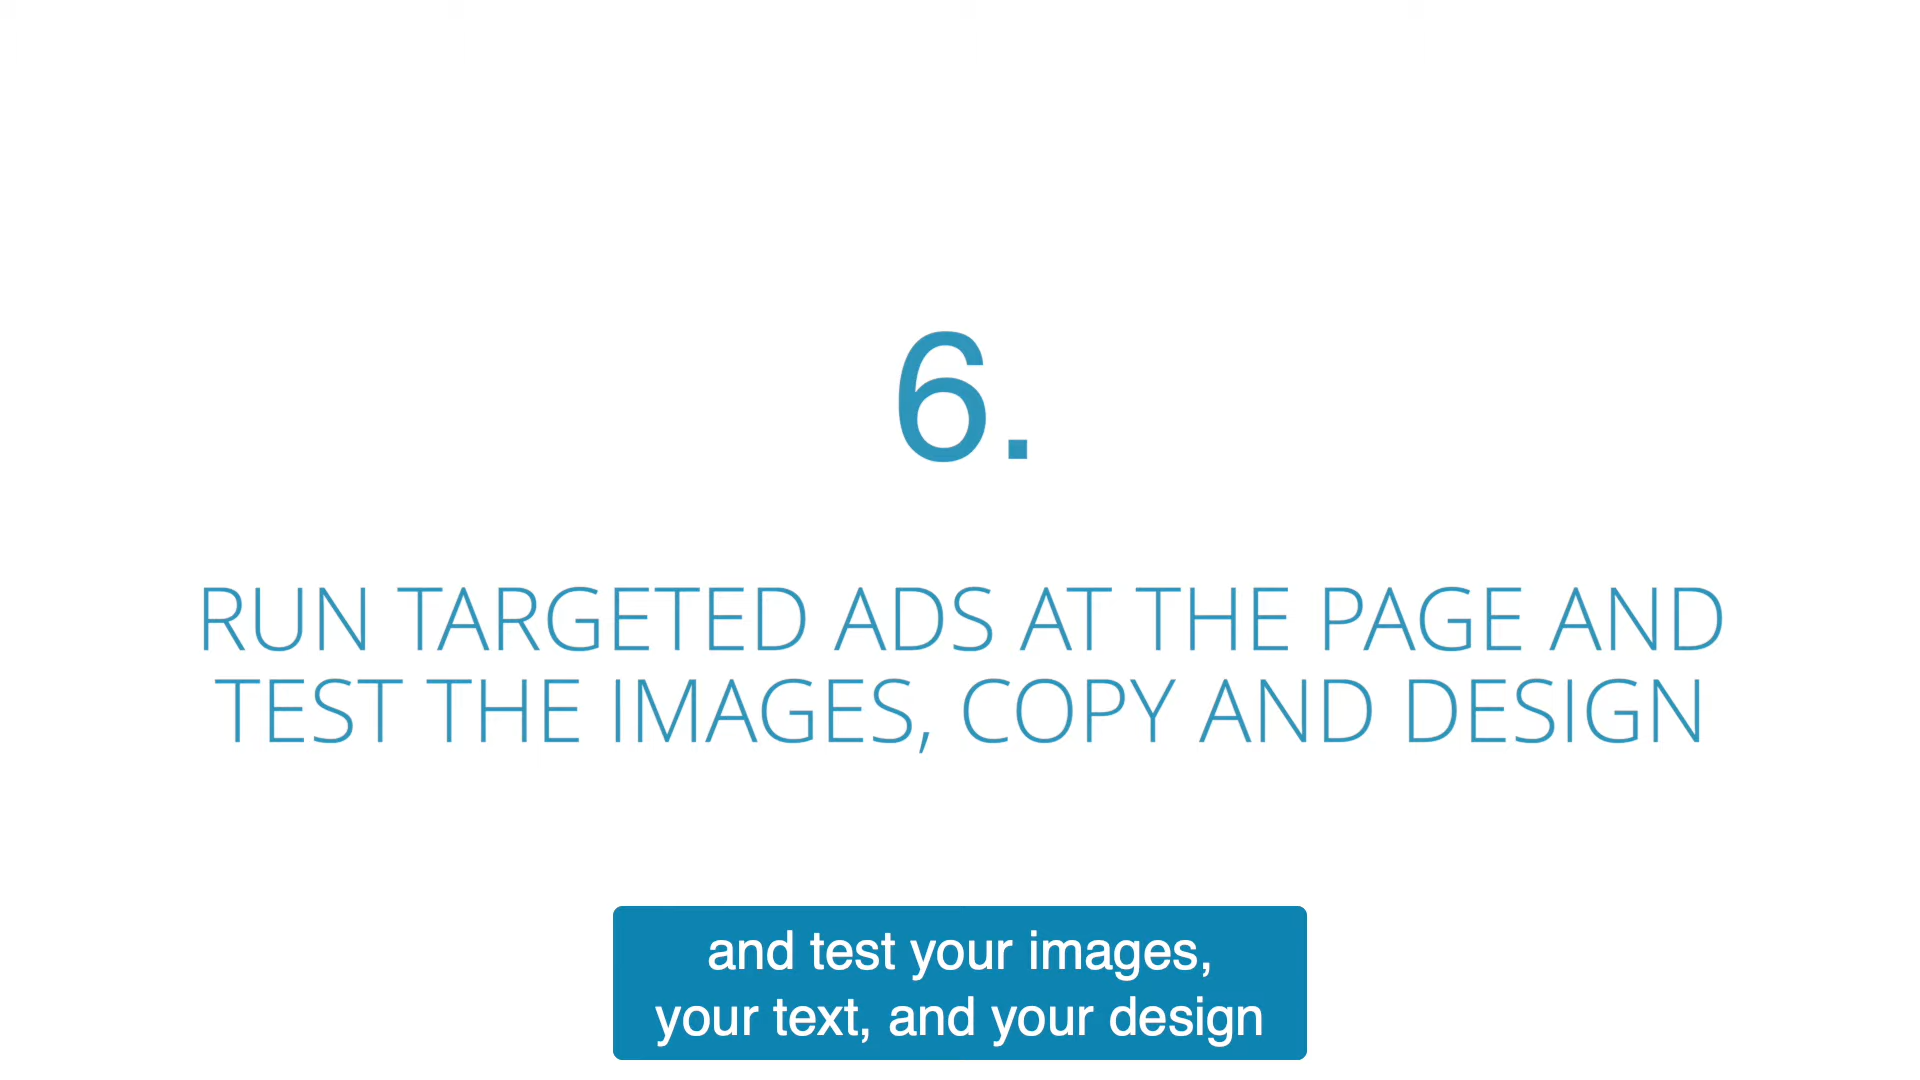 6.
RUN TARGETED ADS AT THE PAGE AND
TEST THE IMAGES, COPY AND DESIGN
and test your images,
your text, and your design